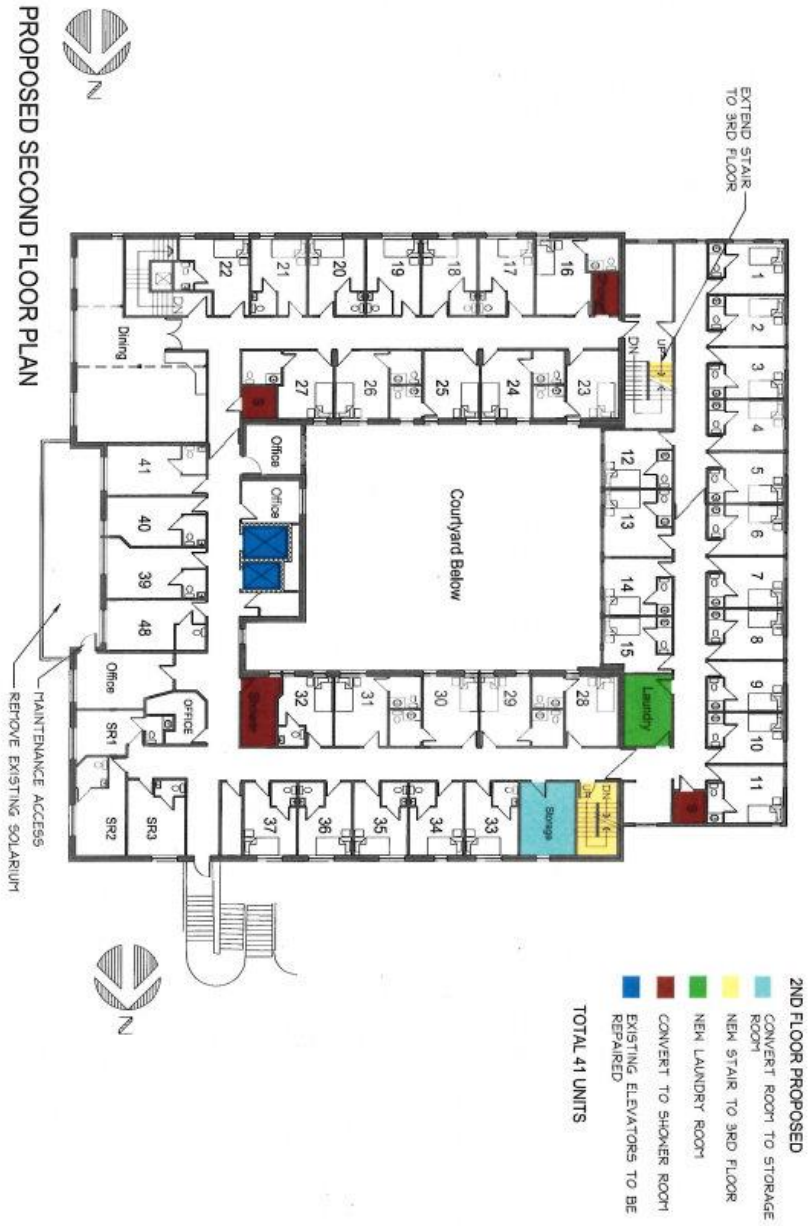 PROPOSED SECOND FLOOR PLAN
N
EXTEND STAIR
TO 3RD FLOOR
1
2
3
4
5
6
7
8
9
10
11
UP
DN
12
13
14
15
Laundry
S
16
17
18
19
20
21
22
DN
Dining
23
24
25
26
27
S
Office
Office
Courtyard Below
28
29
30
31
32
Shower
41
40
39
48
Office
OFFICE
SR1
SR2
SR3
DN
UP
Storage
33
34
35
36
37
MAINTENANCE ACCESS
REMOVE EXISTING SOLARIUM
N
2ND FLOOR PROPOSED
CONVERT ROOM TO STORAGE
ROOM
NEW STAIR TO 3RD FLOOR
NEW LAUNDRY ROOM
CONVERT TO SHOWER ROOM
EXISTING ELEVATORS TO BE
REPAIRED
TOTAL 41 UNITS